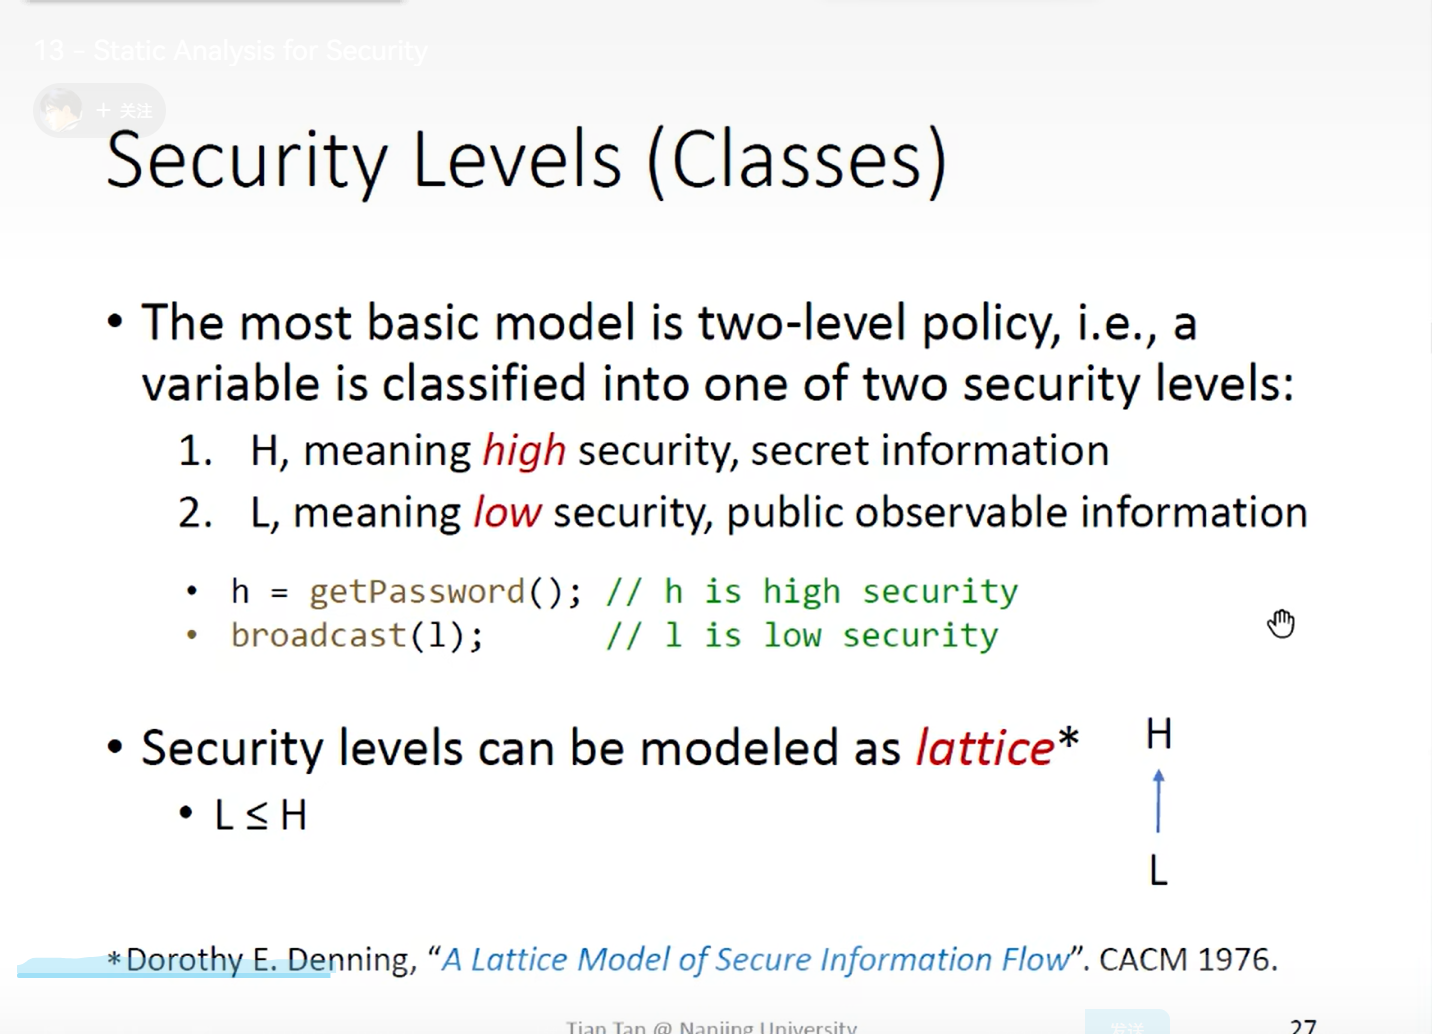 13 - Static Analysis for Security
+ 关注
Security Levels (Classes)
• The most basic model is two-level policy, i.e., a
variable is classified into one of two security levels:
1. H, meaning high security, secret information
2. L, meaning low security, public observable information
• h = getPassword(); // h is high security
• broadcast(l); // l is low security
• Security levels can be modeled as lattice*
• L ≤ H
H
L
*Dorothy E. Denning, “A Lattice Model of Secure Information Flow”. CACM 1976.
Tian Tan @ Nanjing University
27
发送